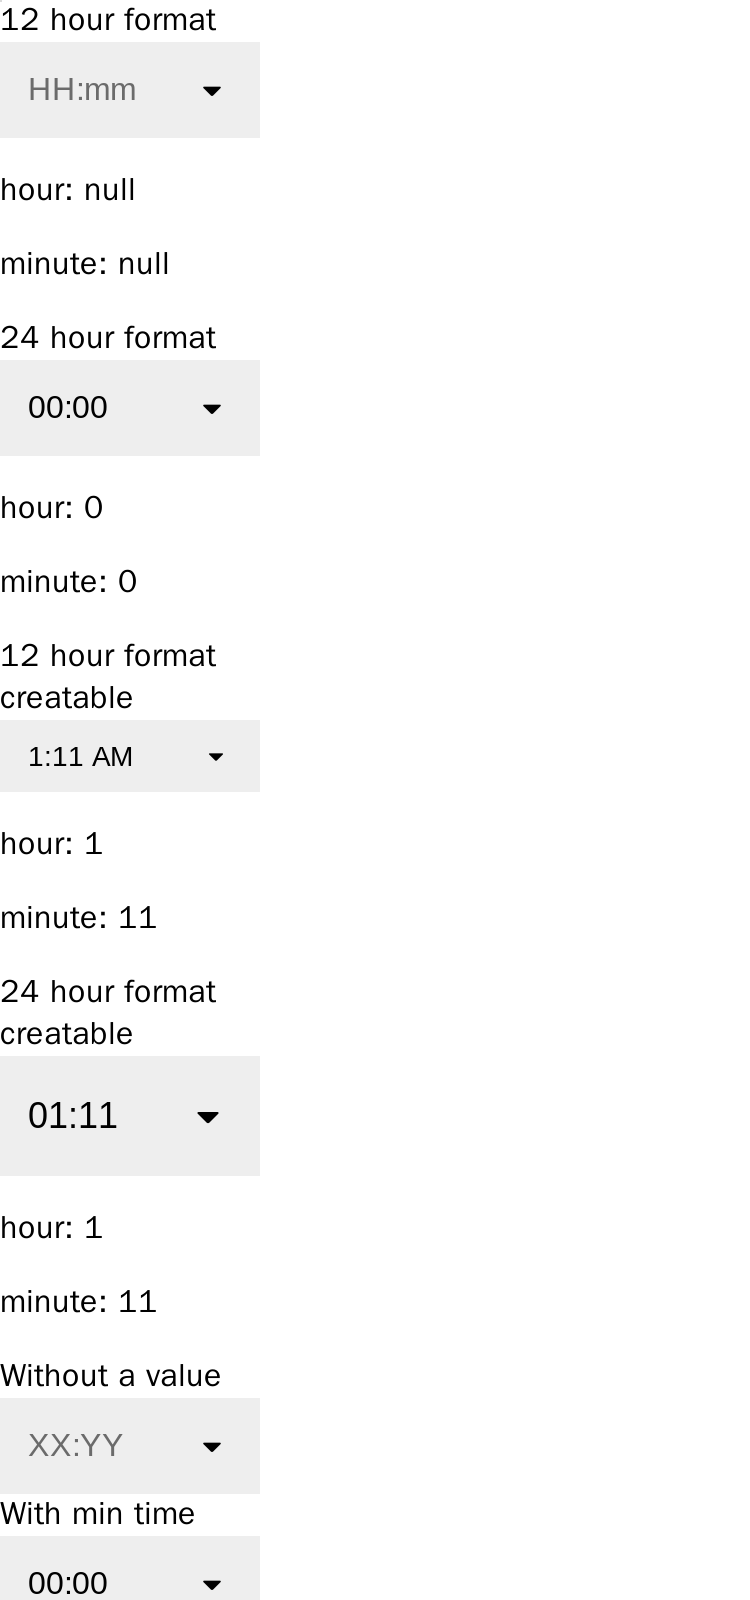 12 hour format
HH:mm
hour: null
minute: null
24 hour format
00:00
hour: 0
minute: 0
12 hour format
creatable
1:11 AM
hour: 1
minute: 11
24 hour format
creatable
01:11
hour: 1
minute: 11
Without a value
XX:YY
With min time
00:00